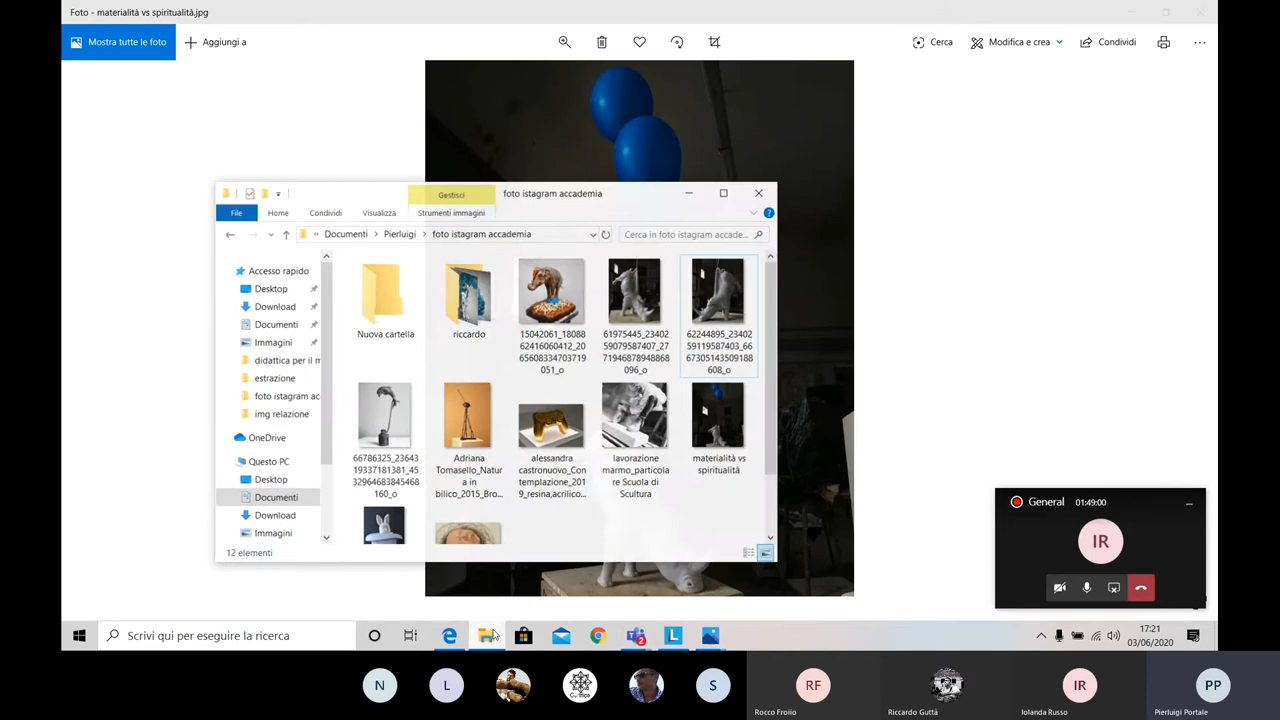 Foto - materialità vs spiritualità.jpg
Mostra tutte le foto
Aggiungi a
Cerca
Modifica e crea
Condividi
Gestisci
foto istagram accademia
File
Home
Condividi
Visualizza
Strumenti immagini
« Documenti > Pierluigi > foto istagram accademia
Cerca in foto istagram accade...
Accesso rapido
Desktop
Download
Documenti
Immagini
didattica per il m
estrazione
foto istagram ac
img relazione
OneDrive
Questo PC
Desktop
Documenti
Download
Immagini
Nuova cartella
riccardo
15042061_18088
62416060412_20
65608334703719
051_o
61975445_23402
59079587407_27
71946878948868
096_o
62244895_23402
59119587403_66
67305143509188
608_o
66786325_23643
19337181381_45
32964683845468
160_o
Adriana
Tomasello_Natur
a in
bilico_2015_Bro...
alessandra
castronuovo_Con
templazione_201
9_resina,acrilico...
lavorazione
marmo_particola
re Scuola di
Scultura
materialità vs
spiritualità
12 elementi
General
01:49:00
IR
Scrivi qui per eseguire la ricerca
2
L
17:21
03/06/2020
N
L
S
RF
Rocco Froiio
Riccardo Guttà
IR
Iolanda Russo
PP
Pierluigi Portale